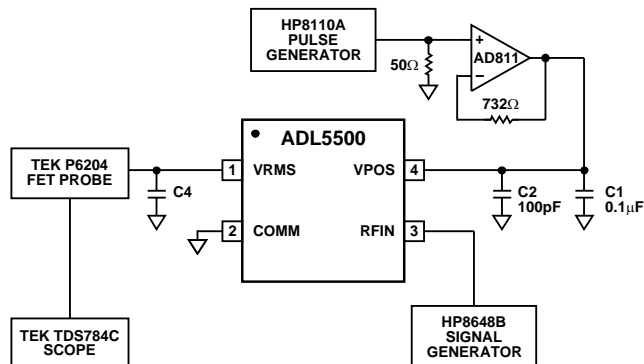 HP8110A
PULSE
GENERATOR
+
AD811
−
50Ω
732Ω
ADL5500
TEK P6204
FET PROBE
C4
1
VRMS
VPOS
4
C2
100pF
C1
0.1μF
2
COMM
RFIN
3
TEK TDS784C
SCOPE
HP8648B
SIGNAL
GENERATOR